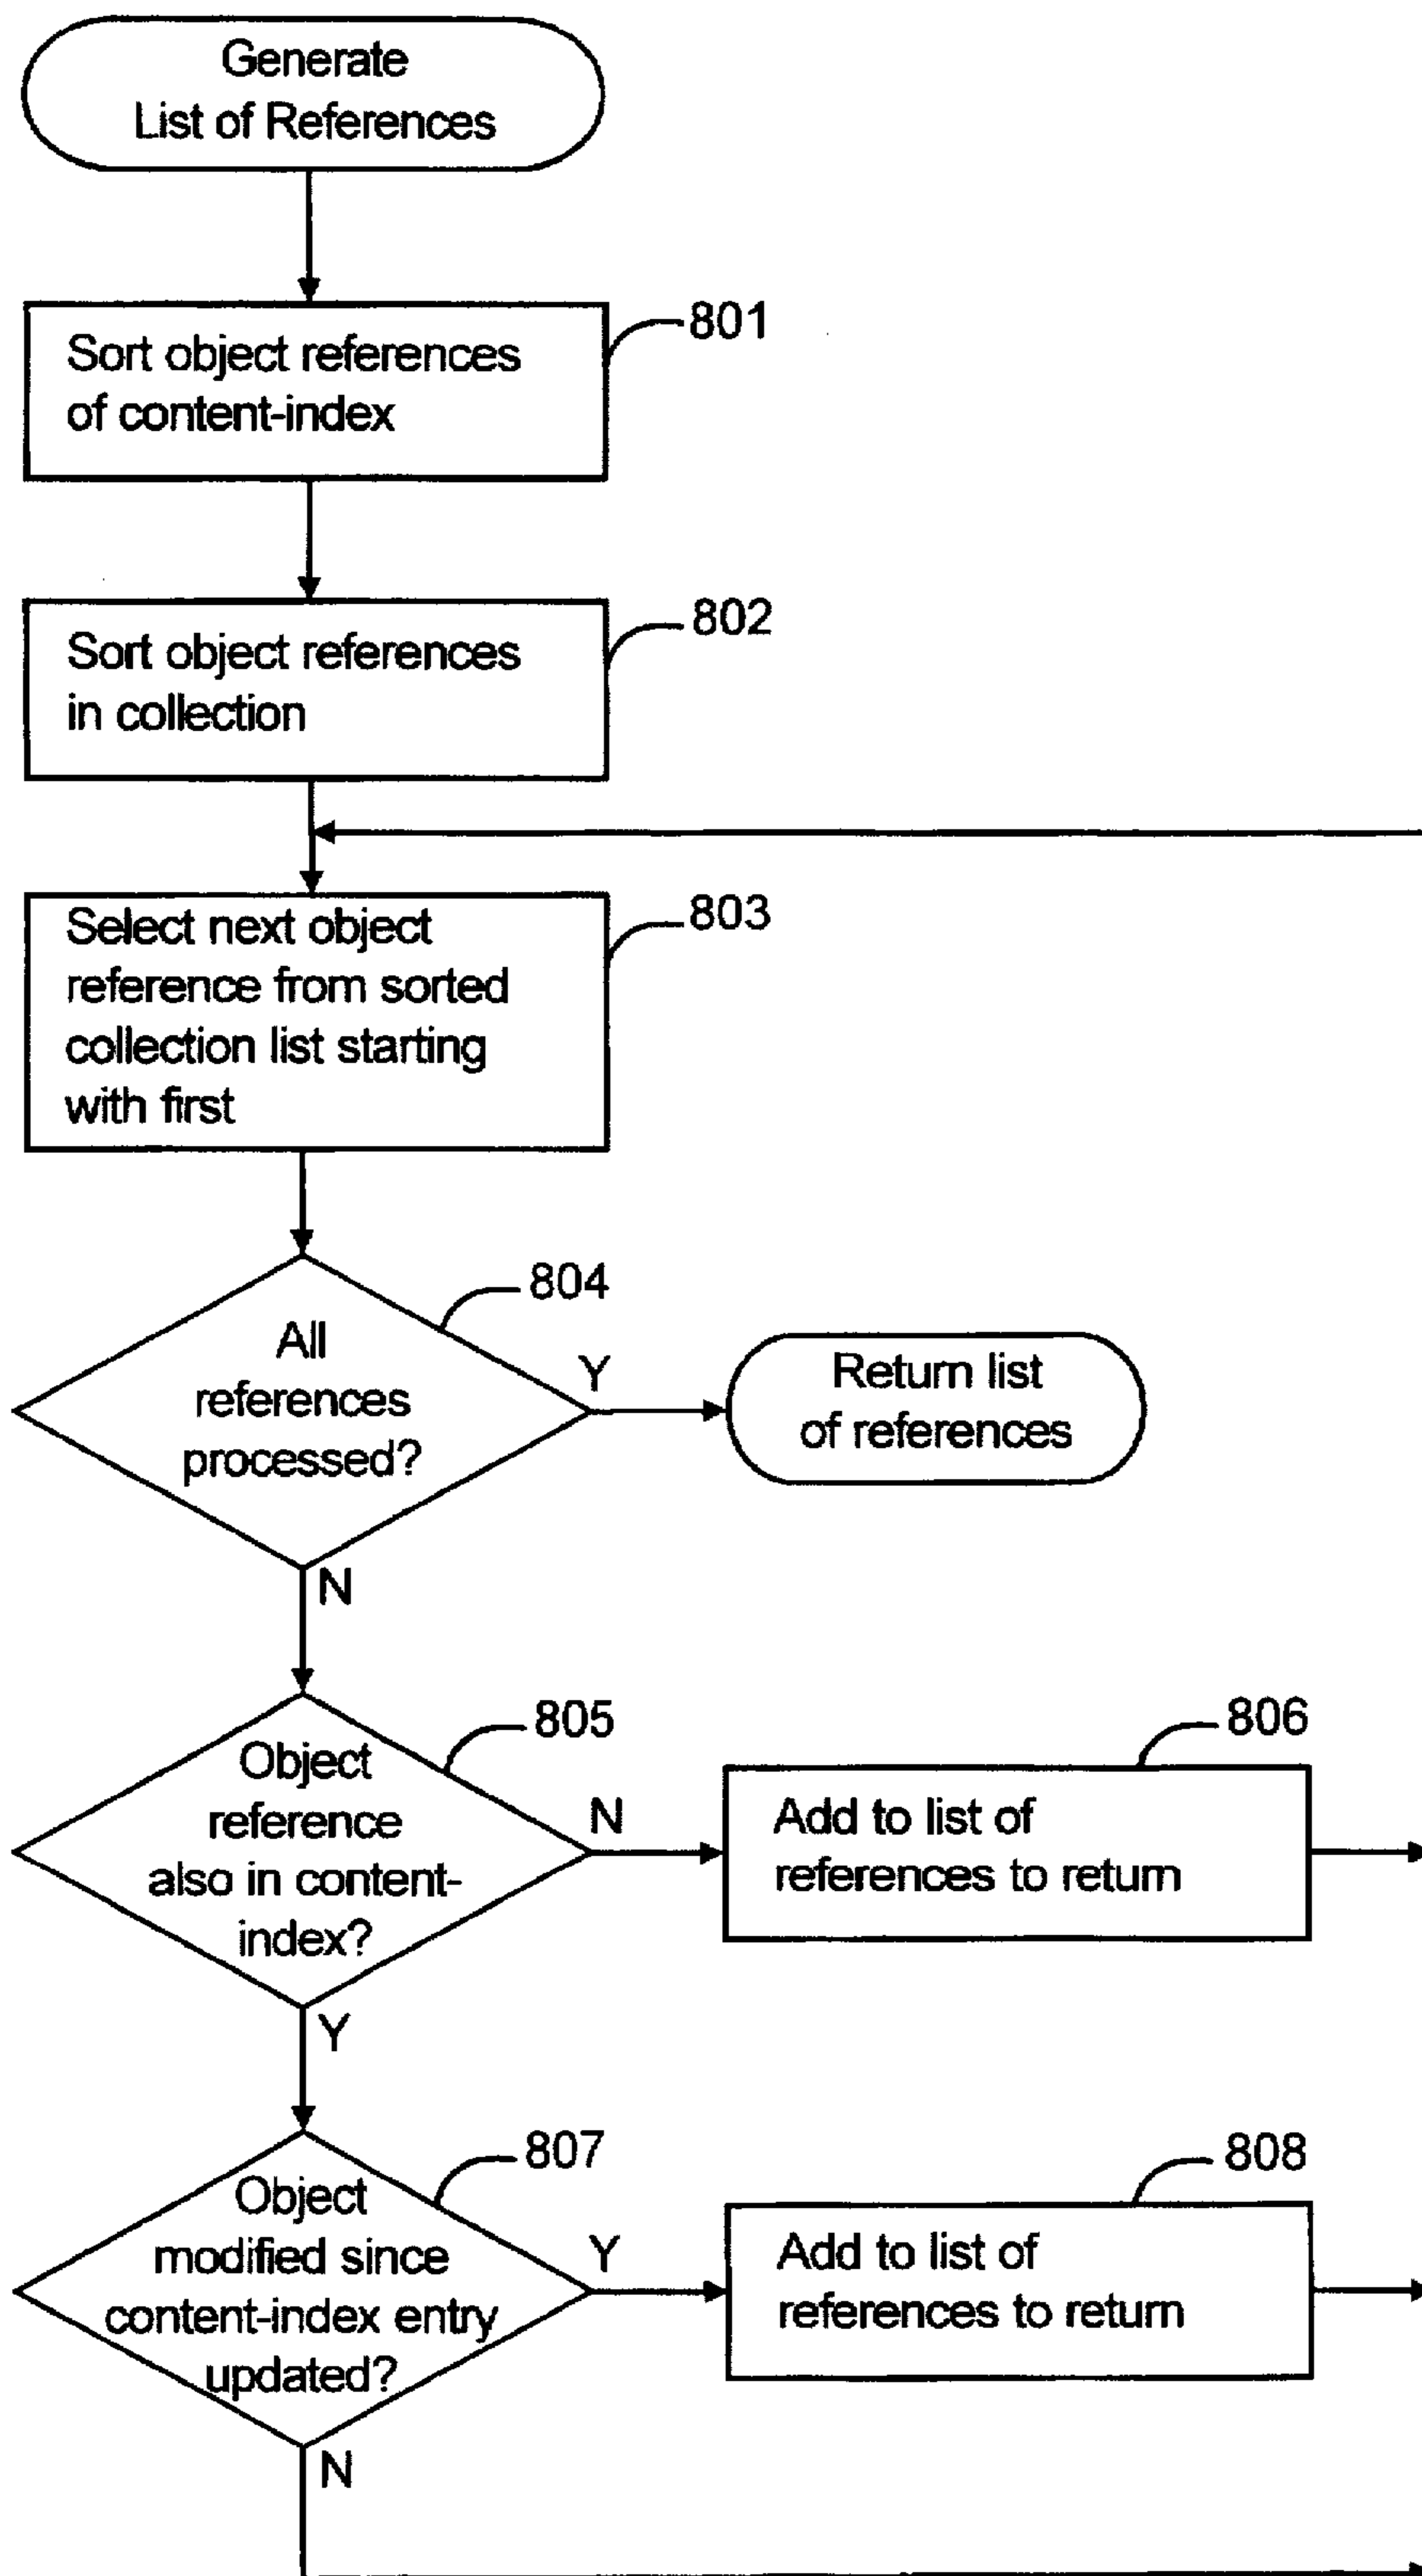 Generate
List of References
801
Sort object references
of content-index
802
Sort object references
in collection
803
Select next object
reference from sorted
collection list starting
with first
804
All
references
processed?
Y
Return list
of references
N
805
Object
reference
also in content-
index?
N
806
Add to list of
references to return
Y
807
Object
modified since
content-index entry
updated?
Y
808
Add to list of
references to return
N